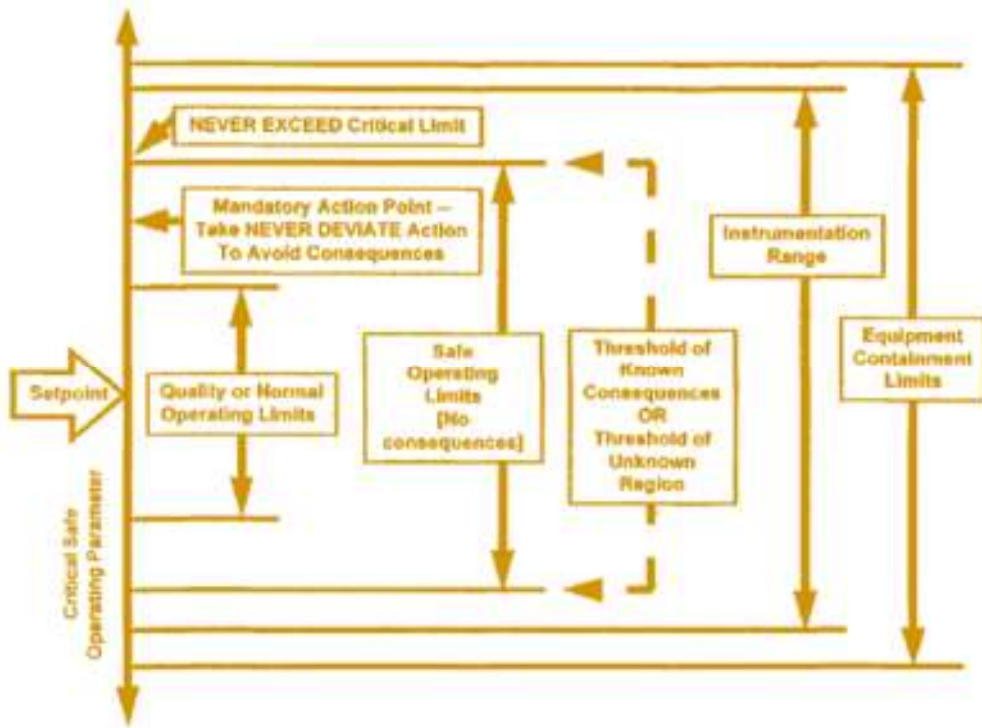 NEVER EXCEED Critical Limit
Mandatory Action Point –
Take NEVER DEVIATE Action
To Avoid Consequences
Instrumentation
Range
Equipment
Containment
Limits
Setpoint
Quality or Normal
Operating Limits
Safe
Operating
Limits
[No
consequences]
Threshold of
Known
Consequences
OR
Threshold of
Unknown
Region
Critical Safe
Operating Parameter